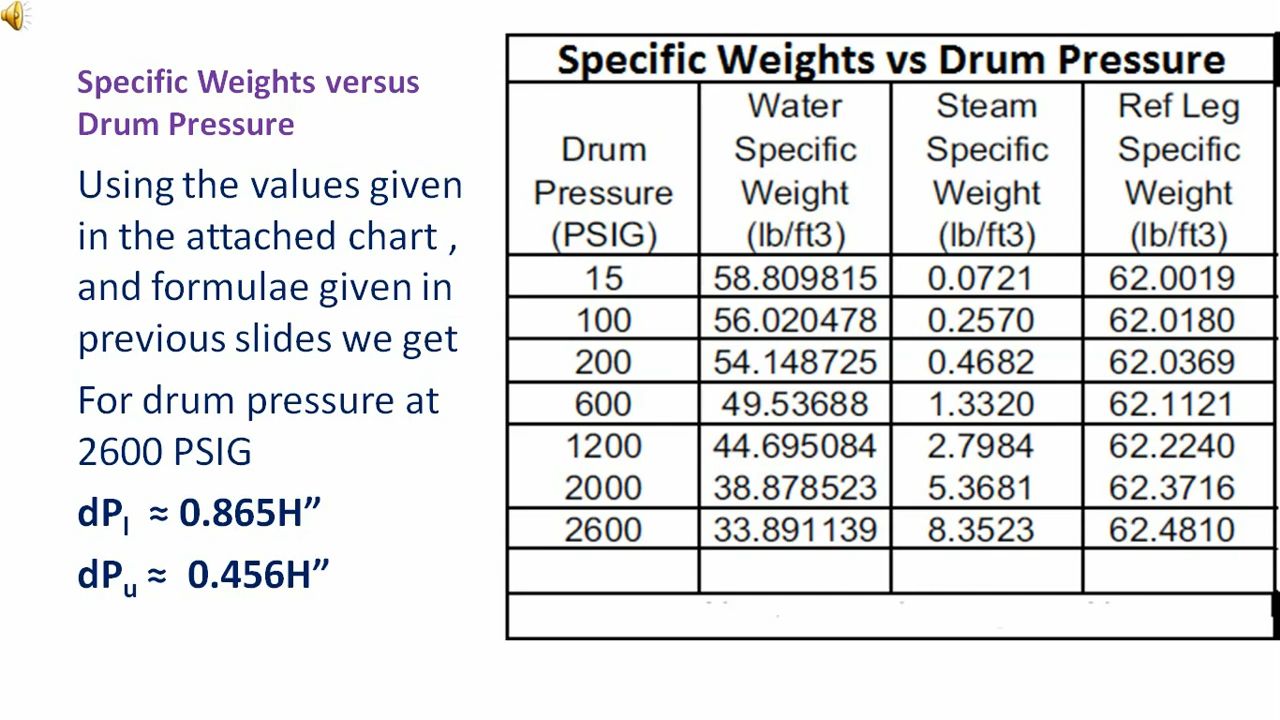 Specific Weights versus
Drum Pressure
Using the values given
in the attached chart ,
and formulae given in
previous slides we get
For drum pressure at
2600 PSIG
dPl ≈ 0.865H”
dPu ≈ 0.456H”
Specific Weights vs Drum Pressure
Drum Pressure (PSIG) Water Specific Weight (lb/ft3) Steam Specific Weight (lb/ft3) Ref Leg Specific Weight (lb/ft3)
15 58.809815 0.0721 62.0019
100 56.020478 0.2570 62.0180
200 54.148725 0.4682 62.0369
600 49.53688 1.3320 62.1121
1200 44.695084 2.7984 62.2240
2000 38.878523 5.3681 62.3716
2600 33.891139 8.3523 62.4810